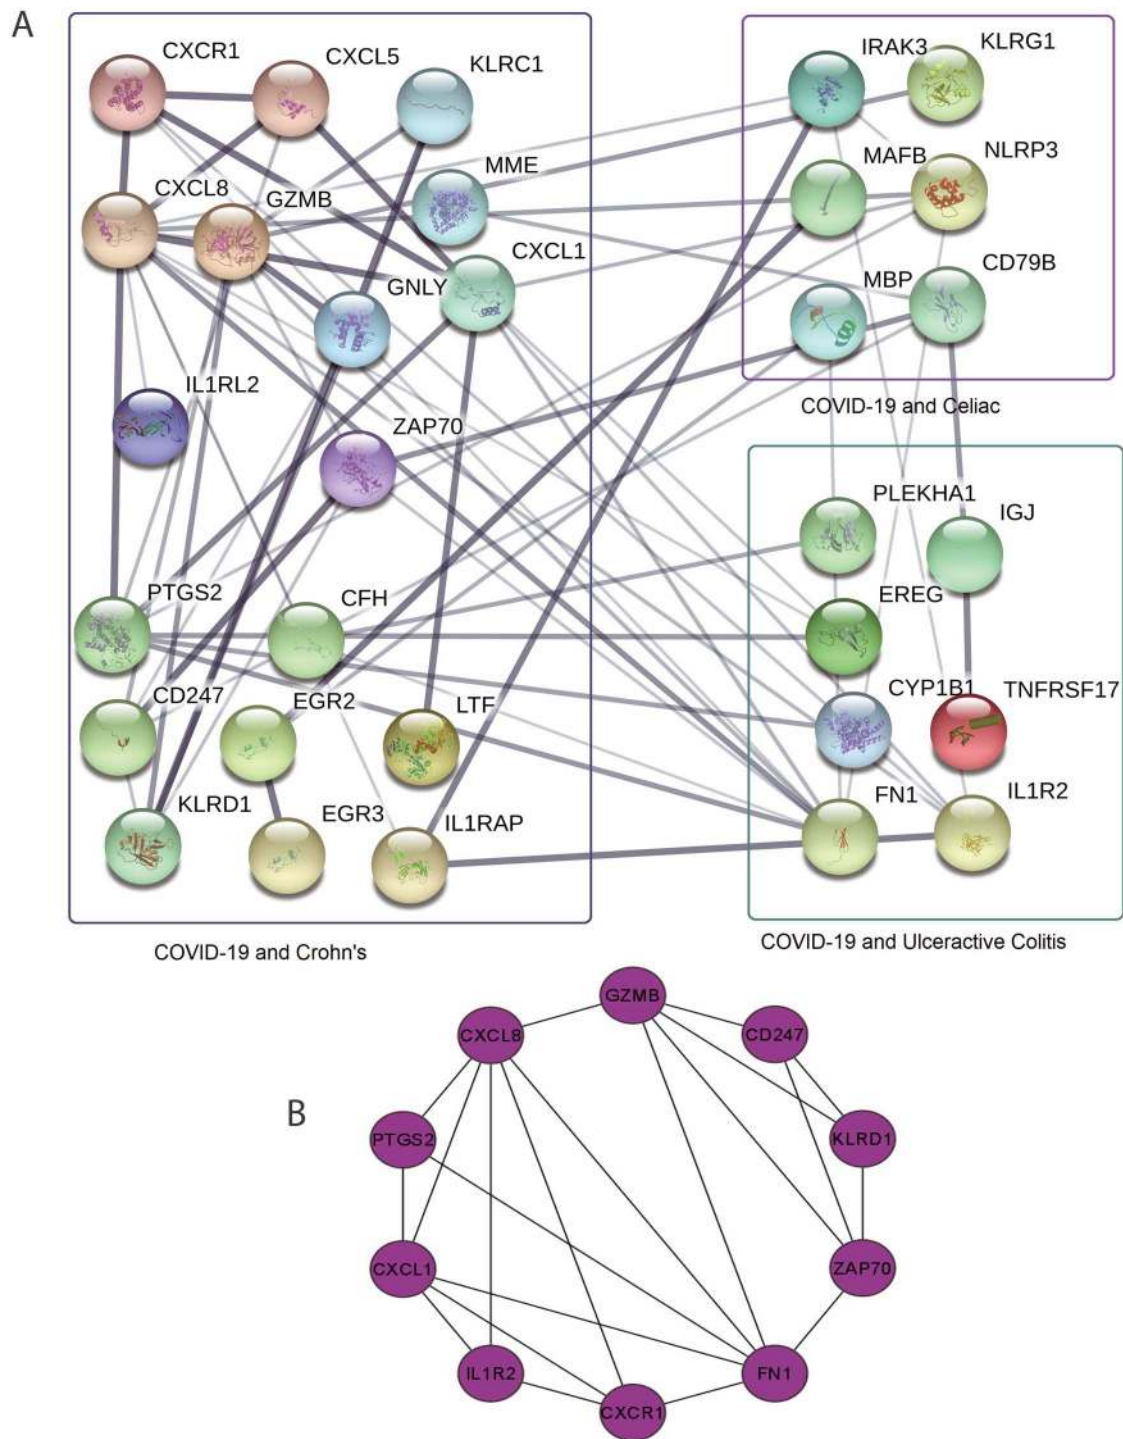 A
CXCR1
CXCL5
KLRC1
MME
CXCL8
GZMB
CXCL1
GNLY
IL1RL2
ZAP70
PTGS2
CFH
CD247
EGR2
LTF
KLRD1
EGR3
IL1RAP
COVID-19 and Crohn's
IRAK3
KLRG1
MAFB
NLRP3
MBP
CD79B
COVID-19 and Celiac
PLEKHA1
IGJ
EREG
CYP1B1
TNFRSF17
FN1
IL1R2
COVID-19 and Ulceractive Colitis
B
GZMB
CXCL8
CD247
PTGS2
KLRD1
CXCL1
ZAP70
IL1R2
FN1
CXCR1